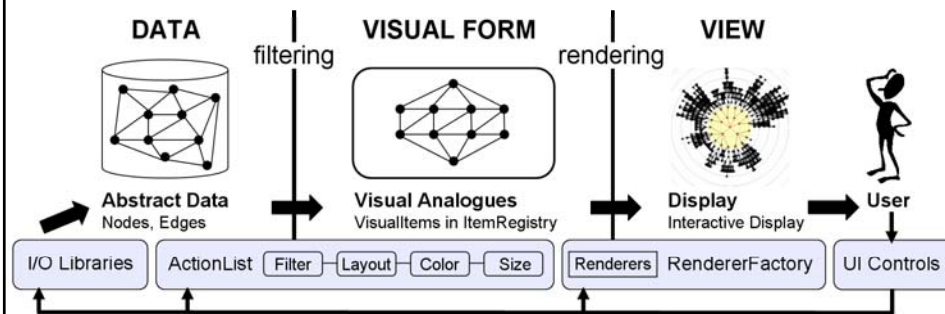 DATA
VISUAL FORM
VIEW
filtering
rendering
Abstract Data
Nodes, Edges
Visual Analogues
VisualItems in ItemRegistry
Display
Interactive Display
User
I/O Libraries
ActionList
Filter
Layout
Color
Size
Renderers
RendererFactory
UI Controls